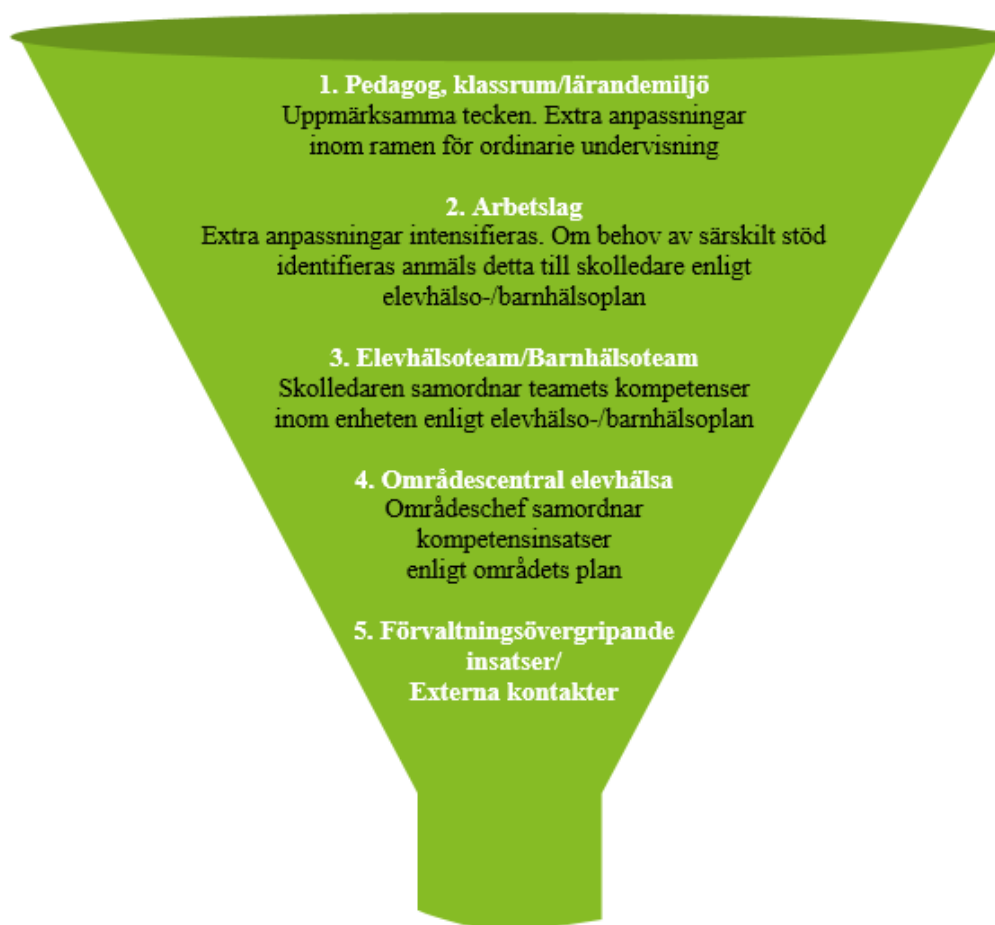 1. Pedagog, klassrum/lärandemiljö
Uppmärksamma tecken. Extra anpassningar
inom ramen för ordinarie undervisning
2. Arbetslag
Extra anpassningar intensifieras. Om behov av särskilt stöd
identifieras anmäls detta till skolledare enligt
elevhälso-/barnhälsoplan
3. Elevhälsoteam/Barnhälsoteam
Skolledaren samordnar teamets kompetenser
inom enheten enligt elevhälso-/barnhälsoplan
4. Områdescentral elevhälsa
Områdeschef samordnar
kompetensinsatser
enligt områdets plan
5. Förvaltningsövergripande
insatser/
Externa kontakter